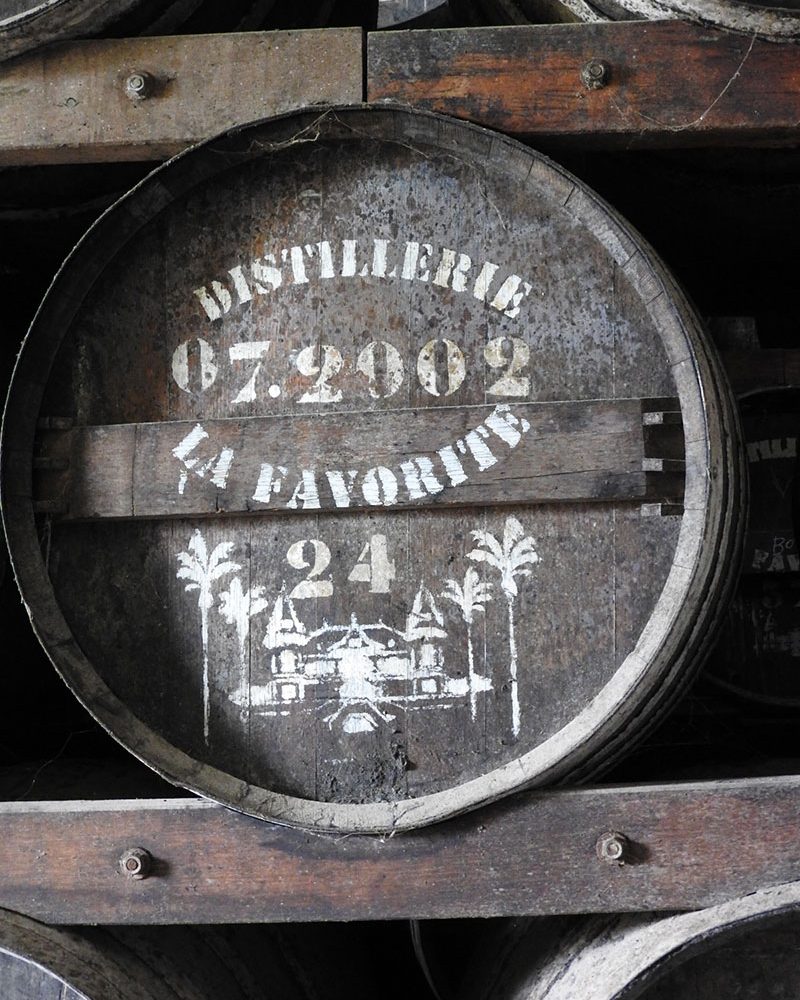 DISTILLERIE
07.2002
LA FAVORITE
24